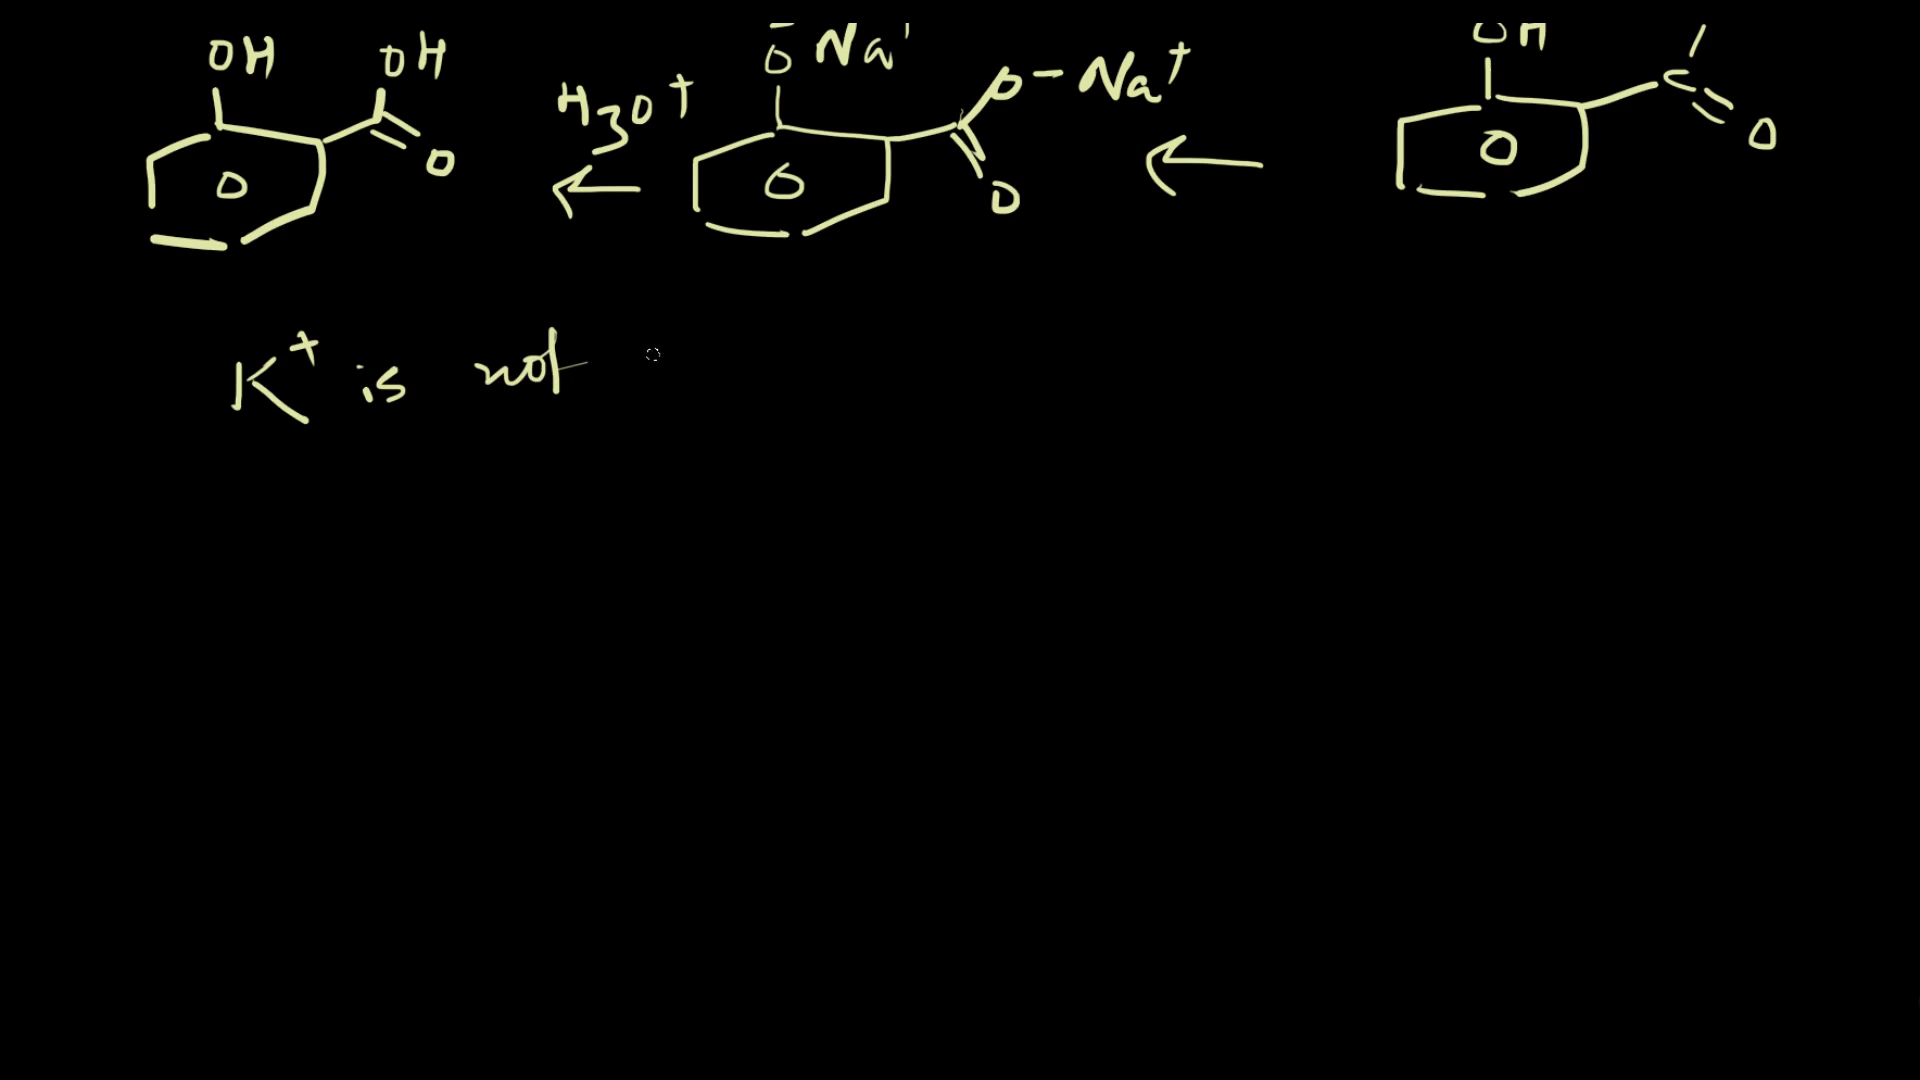 OH OH H3O+ O- Na+ O- Na+ OH C
O O O O O O
K+ is not